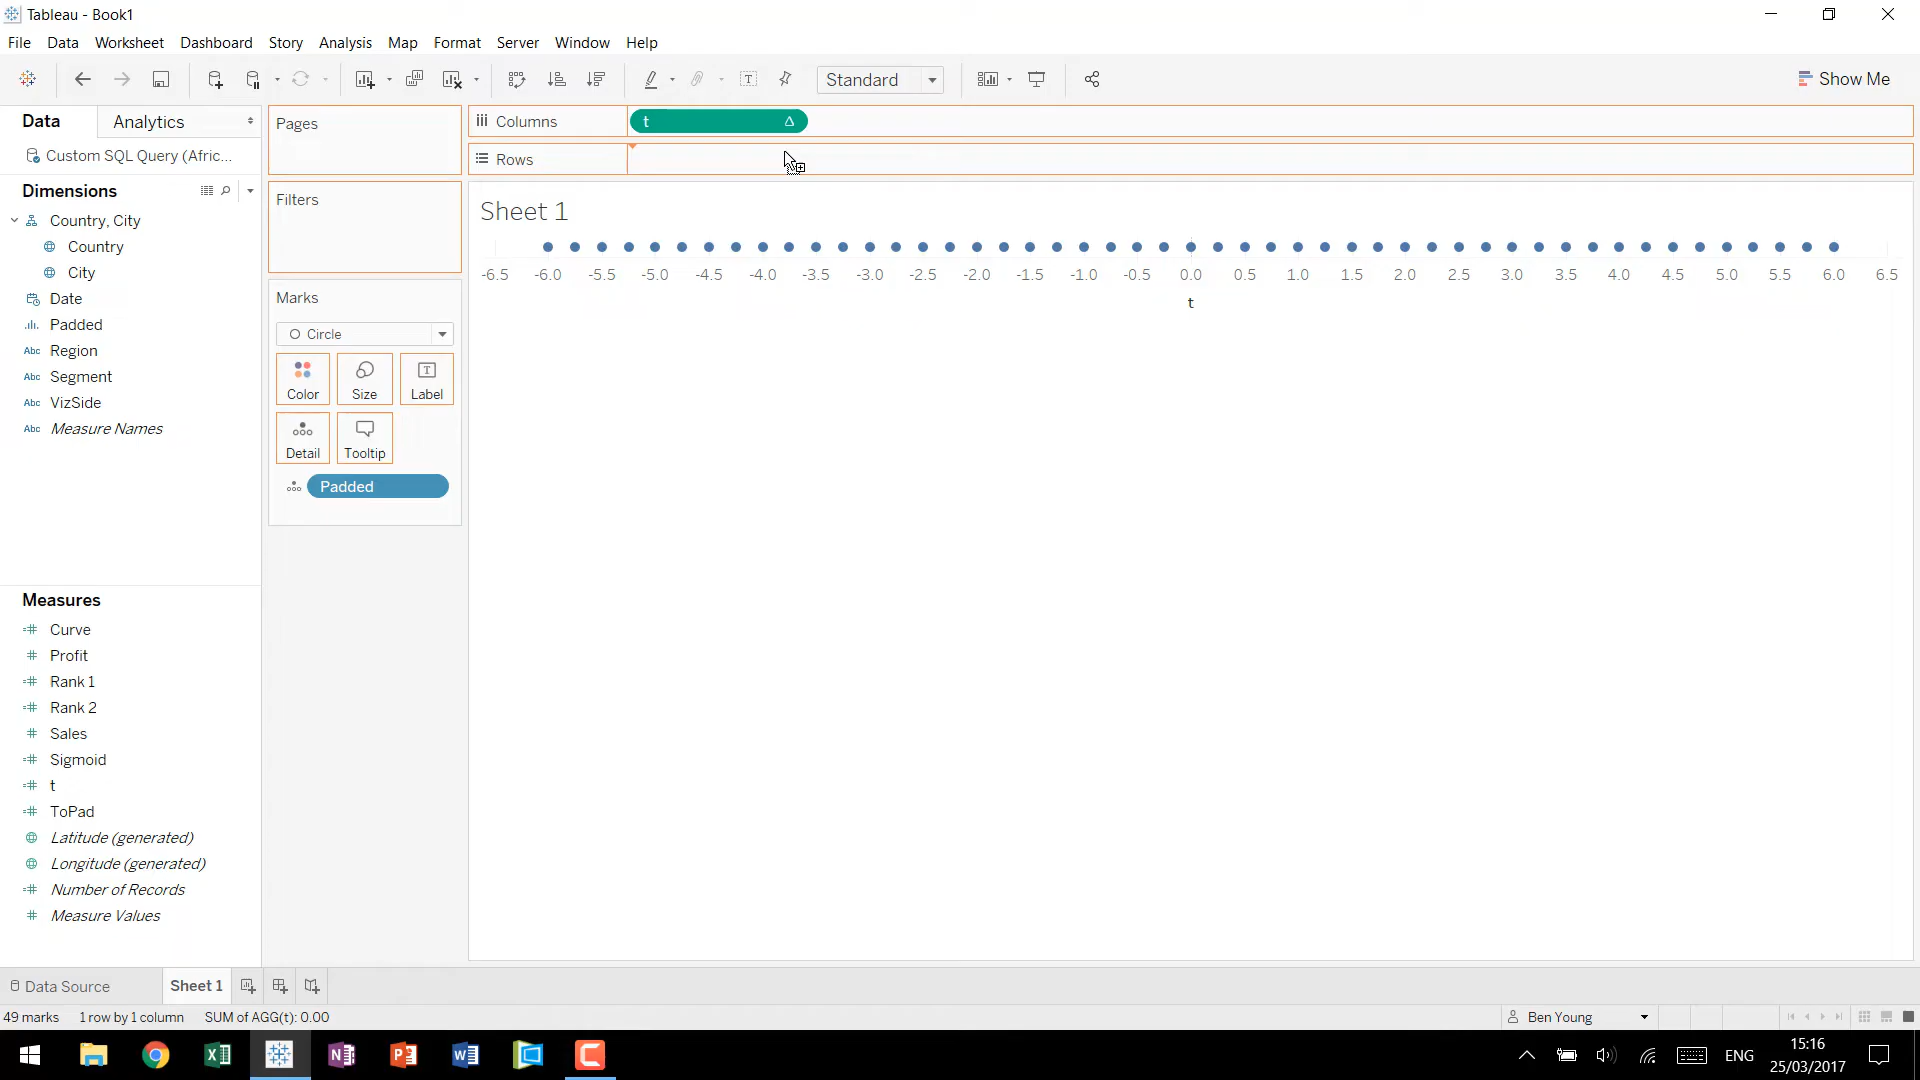 Tableau - Book1
File Data Worksheet Dashboard Story Analysis Map Format Server Window Help
Standard
Show Me
Data Analytics
Custom SQL Query (Afric...
Dimensions
Country, City
Country
City
Date
Padded
Abc Region
Abc Segment
Abc VizSide
Abc Measure Names
Measures
Curve
Profit
Rank 1
Rank 2
Sales
Sigmoid
t
ToPad
Latitude (generated)
Longitude (generated)
Number of Records
Measure Values
Pages
Filters
Marks
Circle
Color Size Label
Detail Tooltip
Padded
Columns t
Rows
Sheet 1
-6.5 -6.0 -5.5 -5.0 -4.5 -4.0 -3.5 -3.0 -2.5 -2.0 -1.5 -1.0 -0.5 0.0 0.5 1.0 1.5 2.0 2.5 3.0 3.5 4.0 4.5 5.0 5.5 6.0 6.5
t
Data Source Sheet 1
49 marks 1 row by 1 column SUM of AGG(t): 0.00
Ben Young
ENG
15:16
25/03/2017